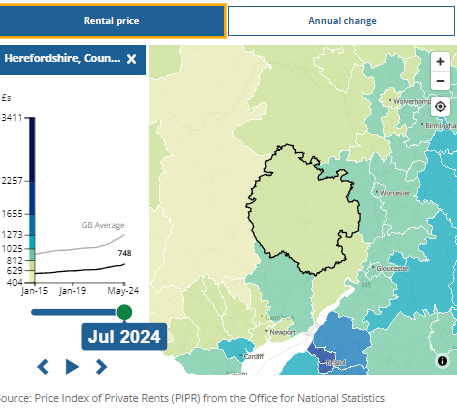 Rental price
Annual change
Herefordshire, Coun...
£s
3411
2257
1655
1273
1025
812
629
404
GB Average
748
Jan-15
Jan-19
May-24
Jul 2024
Wolverhamp
Birmingha
Worcester
Gloucester
M5
Newport
Cardiff
ource: Price Index of Private Rents (PIPR) from the Office for National Statistics